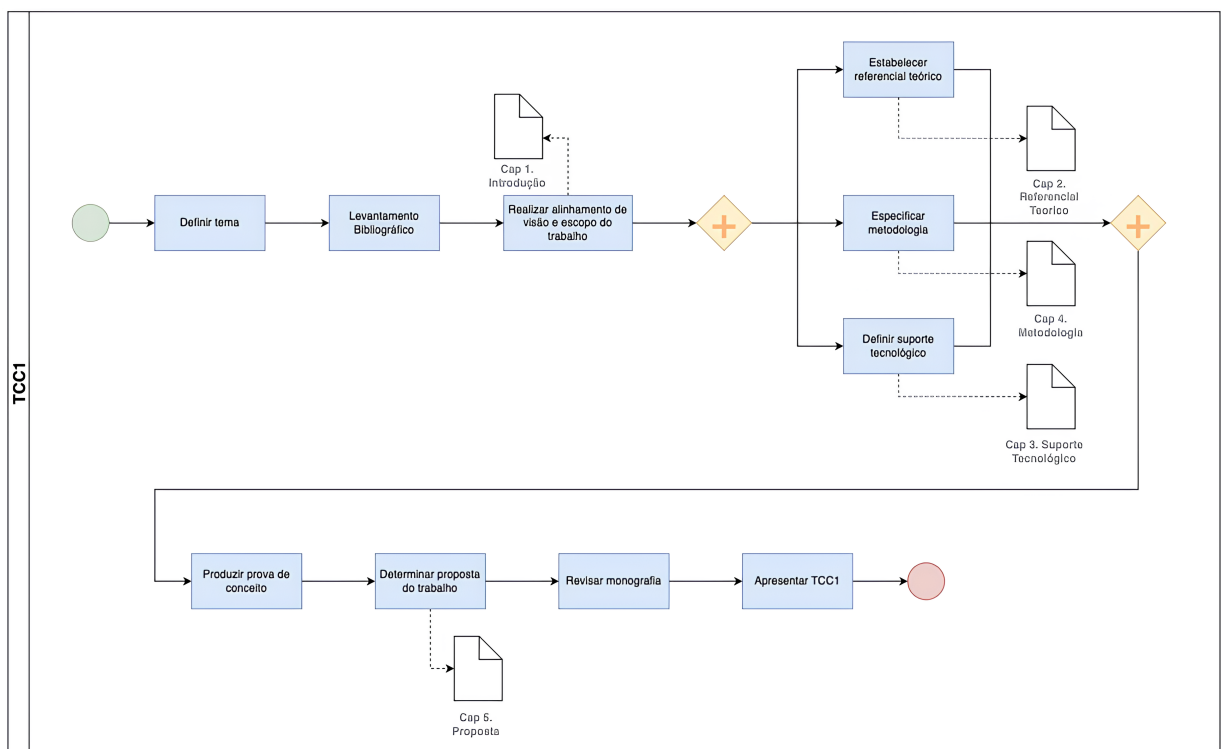 TCC1
Estabelecer
referencial teórico
Cap 1.
Introdução
Cap 2.
Referencial
Teorico
Definir tema
Levantamento
Bibliográfico
Realizar alinhamento de
visão e escopo do
trabalho
Especificar
metodologia
Cap 4.
Metodologia
Definir suporte
tecnológico
Cap 3. Suporte
Tecnológico
Produzir prova de
conceito
Determinar proposta
do trabalho
Revisar monografia
Apresentar TCC1
Cap 5.
Proposta